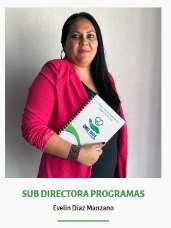 SUB DIRECTORA PROGRAMAS
Evelin Díaz Manzano